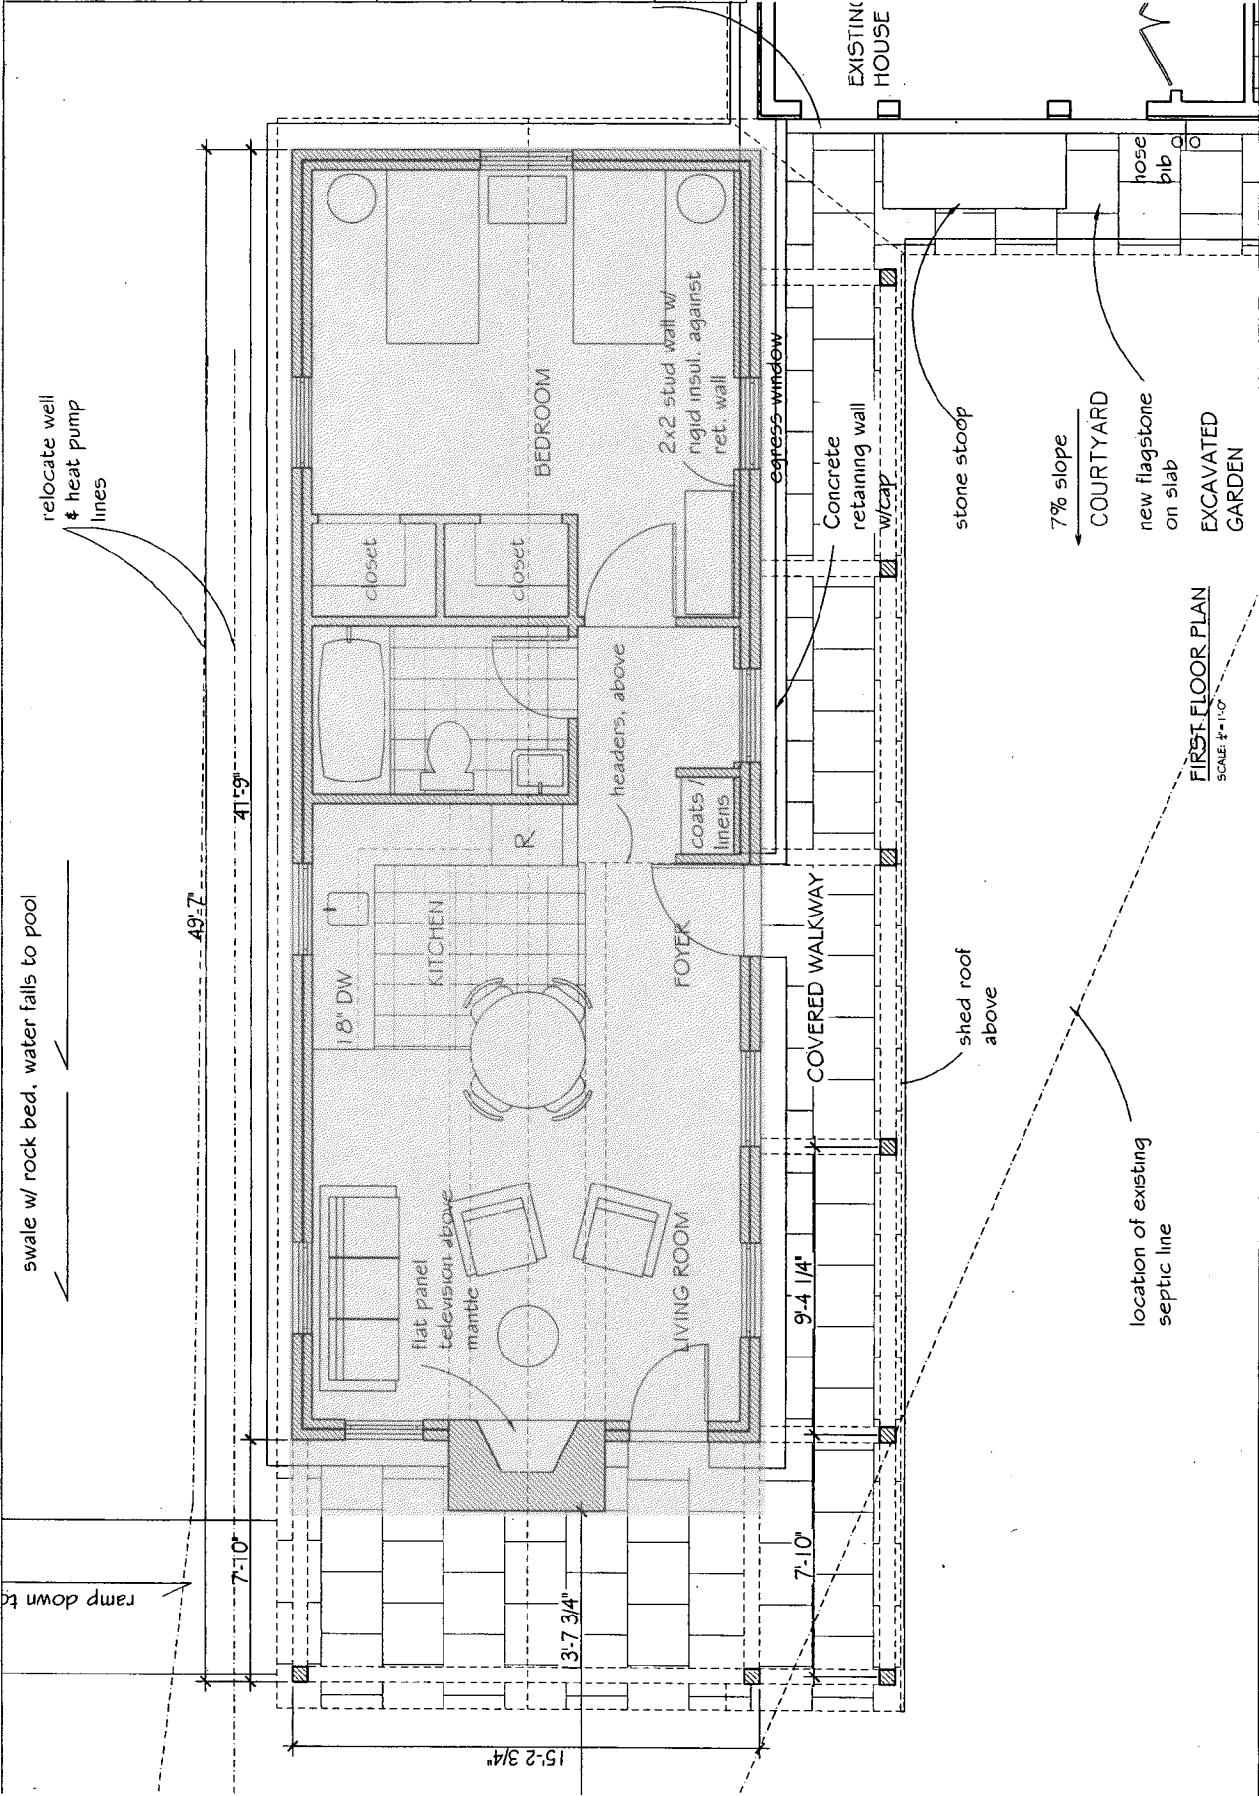 swale w/ rock bed. water falls to pool
relocate well
& heat pump
lines
49'-7"
41'-9"
7'-10"
ramp down to
EXISTING
HOUSE
closet
closet
BEDROOM
2x2 stud wall w/
rigid insul. against
ret. wall
egress window
headers, above
coats /
linens
R
KITCHEN
18" DW
FOYER
flat panel
television above
mantle
LIVING ROOM
Concrete
retaining wall
w/cap
COVERED WALKWAY
9'-4 1/4"
7'-10"
3'-7 3/4"
15'-2 3/4"
hose
bib
stone stoop
7% slope
COURTYARD
new flagstone
on slab
EXCAVATED
GARDEN
shed roof
above
location of existing
septic line
FIRST FLOOR PLAN